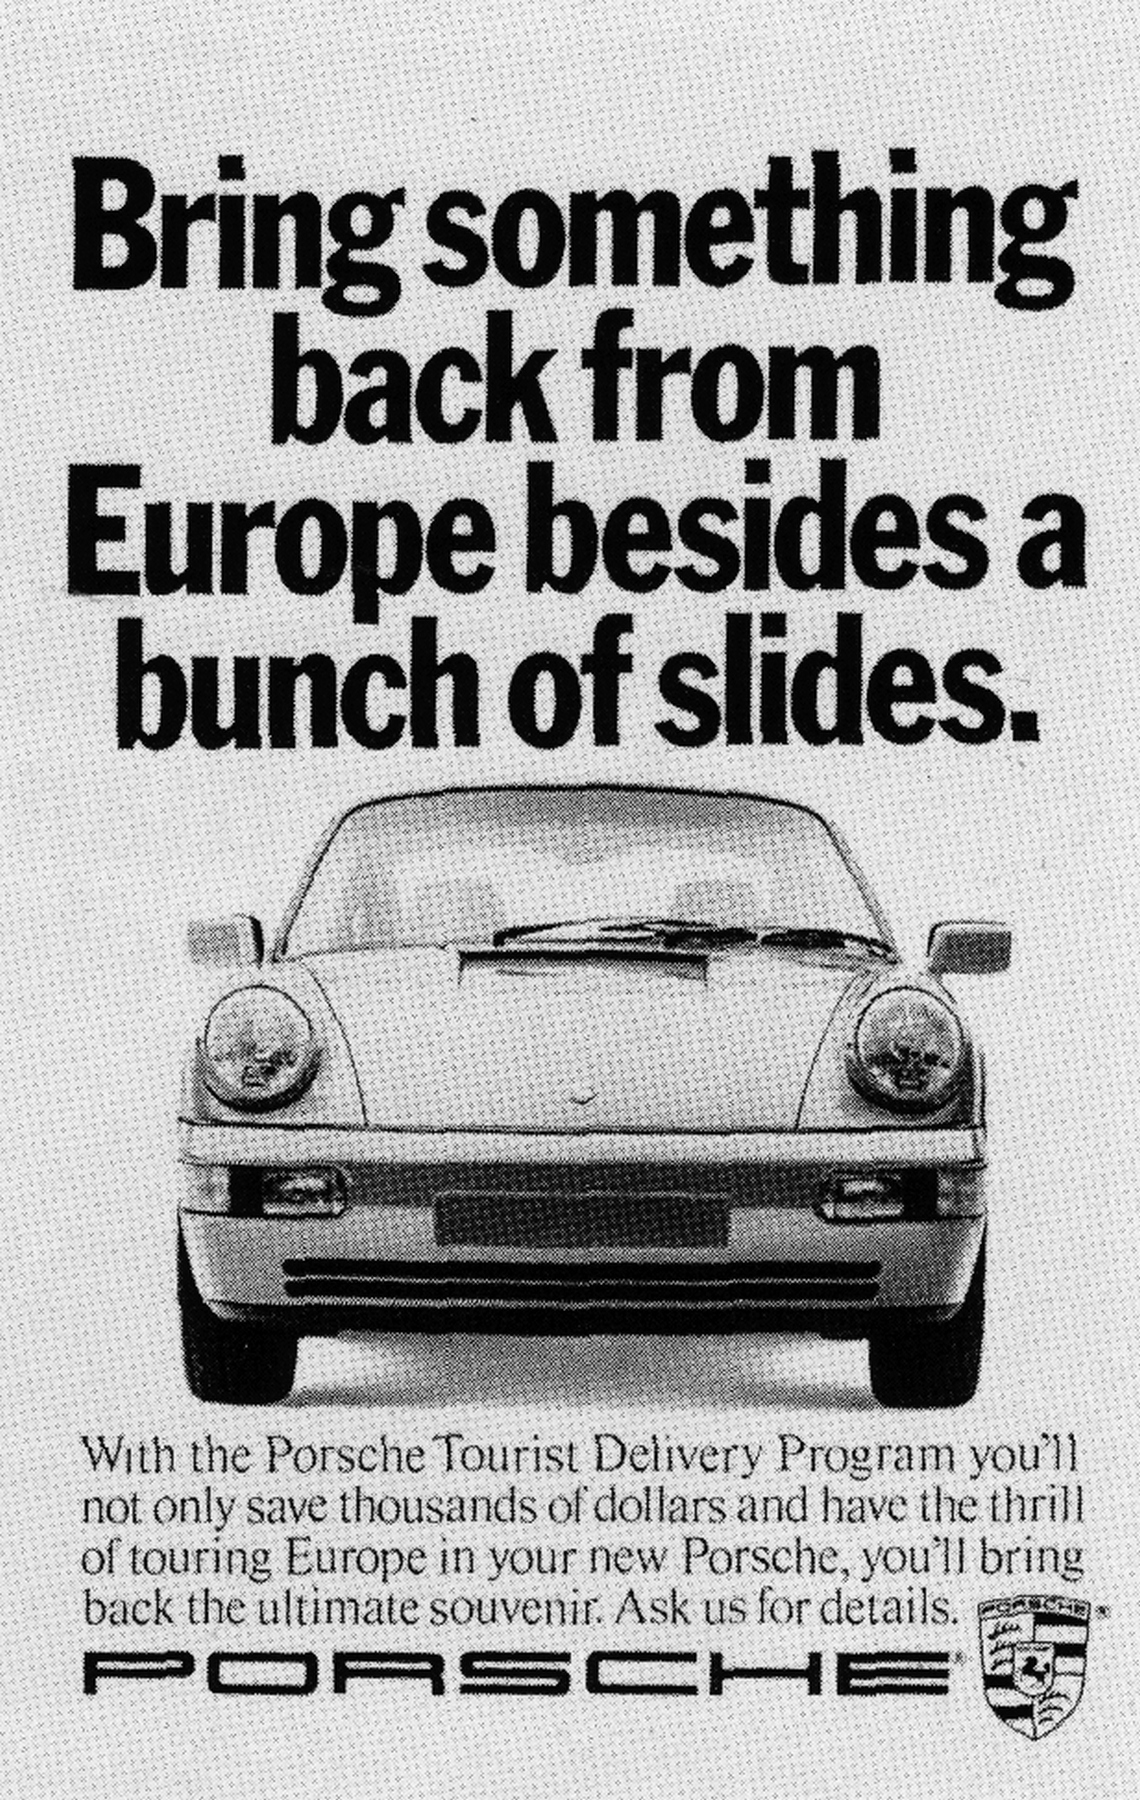 Bring something
back from
Europe besides a
bunch of slides.
With the Porsche Tourist Delivery Program you'll
not only save thousands of dollars and have the thrill
of touring Europe in your new Porsche, you'll bring
back the ultimate souvenir. Ask us for details.
PORSCHE®
PORSCHE®